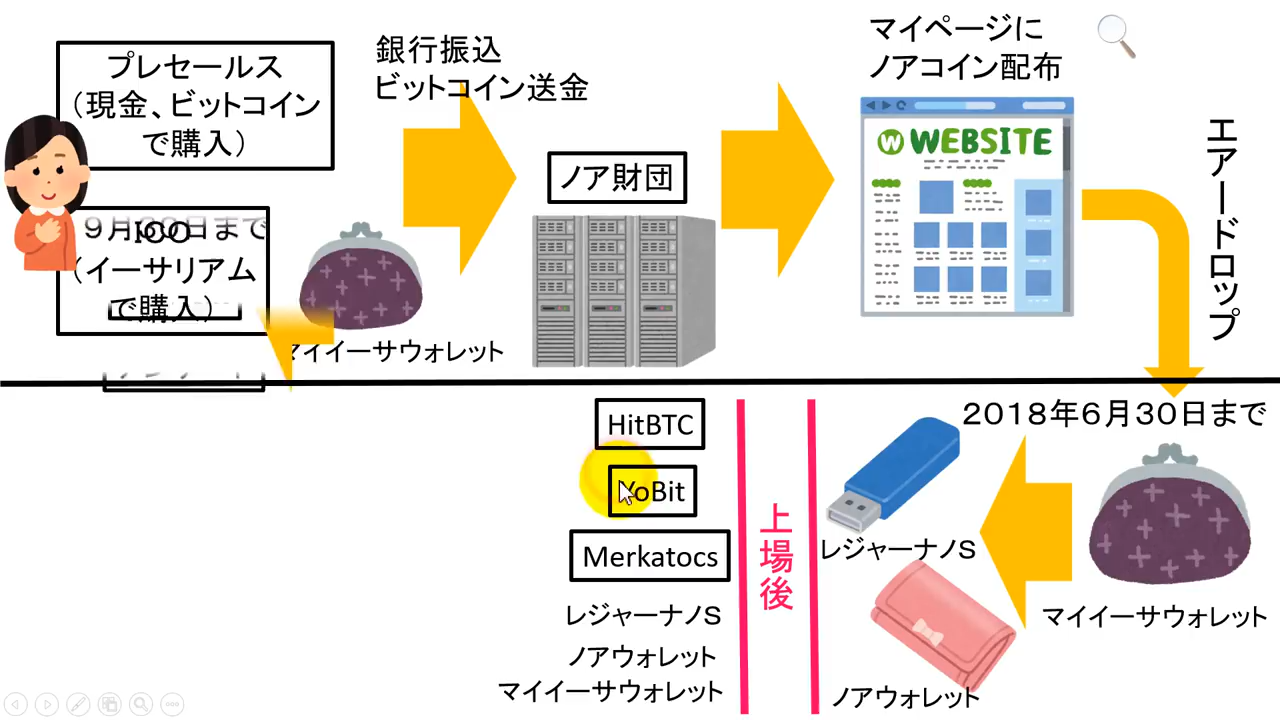 プレセールス
（現金、ビットコイン
で購入）
銀行振込
ビットコイン送金
ノア財団
マイページに
ノアコイン配布
W WEBSITE
エアードロップ
ICO
（イーサリアム
で購入）
マイイーサウォレット
2018年6月30日まで
HitBTC
YoBit
Merkatocs
レジャーナノS
ノアウォレット
マイイーサウォレット
上場後
レジャーナノS
ノアウォレット
マイイーサウォレット